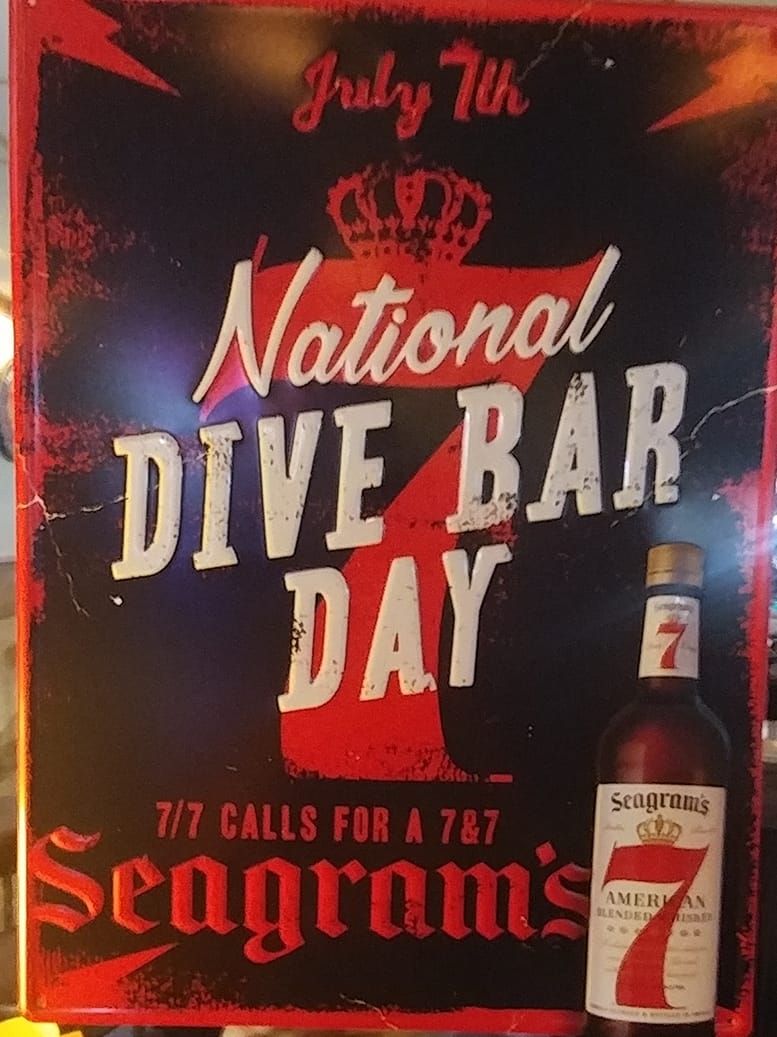 July 7th
National
DIVE BAR
DAY
7
7/7 CALLS FOR A 7&7
Seagram's
Seagram's
7
Seagram's
7
AMERICAN
BLENDED WHISKEY